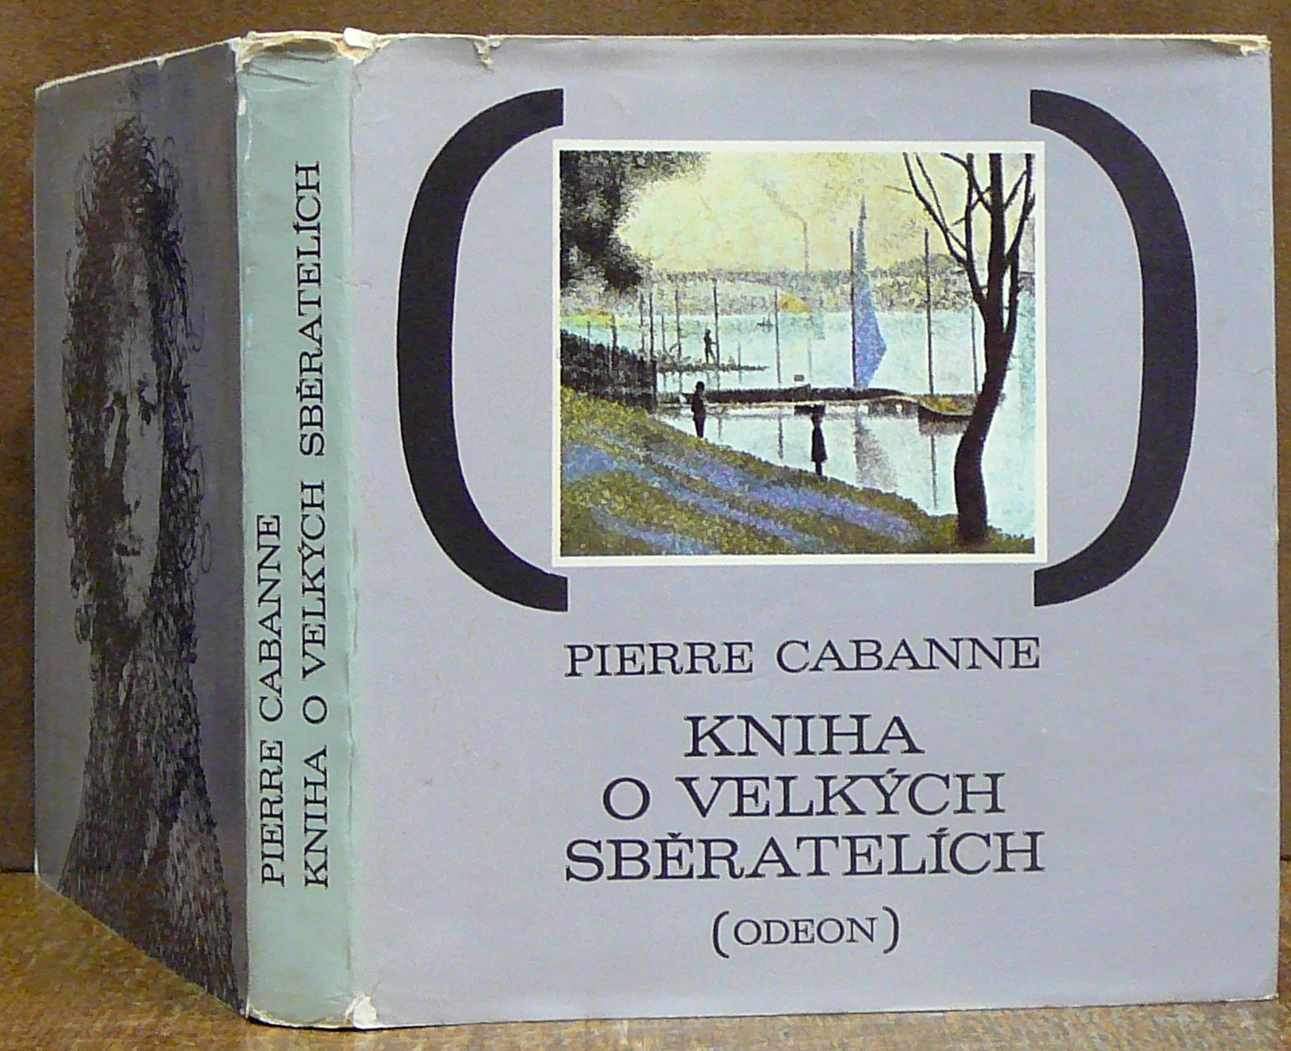 PIERRE CABANNE
KNIHA O VELKÝCH SBĚRATELÍCH
PIERRE CABANNE
KNIHA
O VELKÝCH
SBĚRATELÍCH
(ODEON)